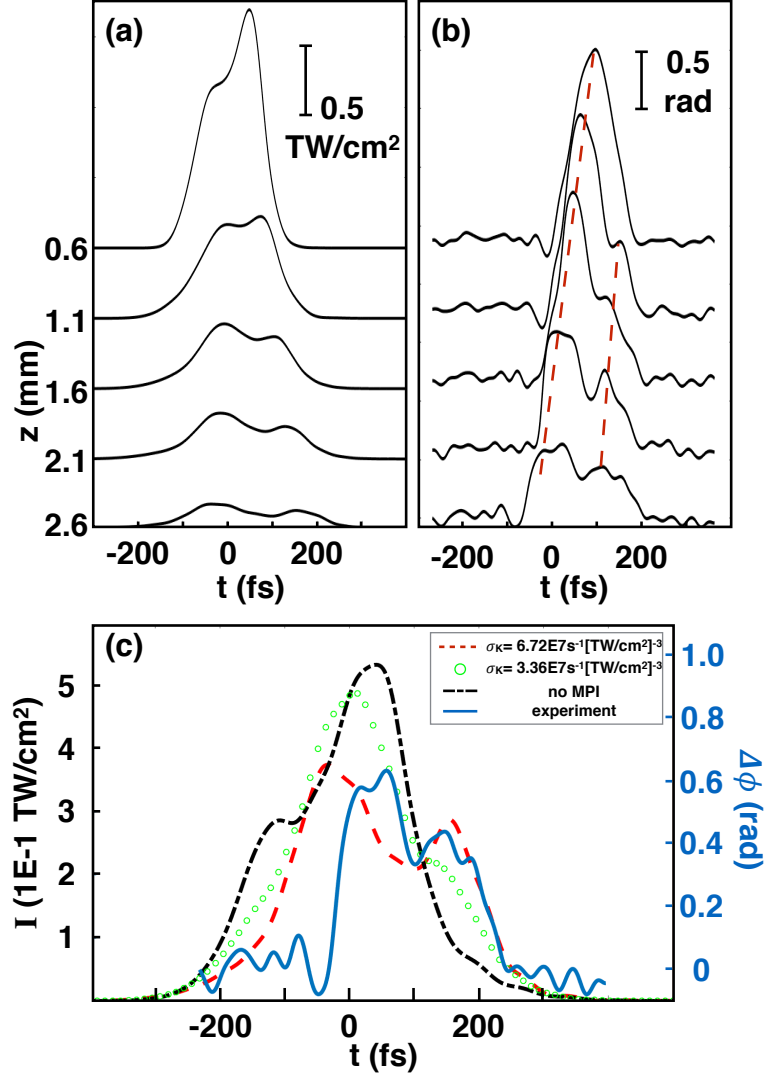 (a)
0.5
TW/cm²
z (mm)
0.6
1.1
1.6
2.1
2.6
-200
0
200
t (fs)
(b)
0.5
rad
-200
0
200
t (fs)
(c)
σK= 6.72E7s⁻¹[TW/cm²]⁻³
σK= 3.36E7s⁻¹[TW/cm²]⁻³
no MPI
experiment
I (1E-1 TW/cm²)
5
4
3
2
1
1.0
0.8
0.6
0.4
0.2
0
Δϕ (rad)
-200
0
200
t (fs)